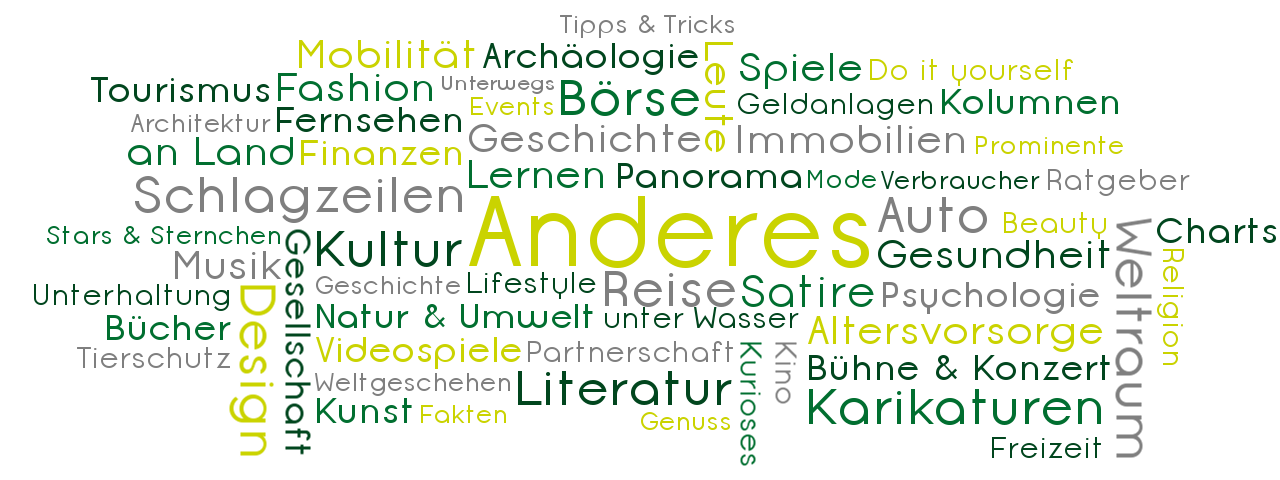 Tipps & Tricks
Mobilität
Archäologie
Leute
Spiele
Do it yourself
Tourismus
Fashion
Unterwegs
Events
Börse
Geldanlagen
Kolumnen
Architektur
Fernsehen
Geschichte
Immobilien
Prominente
an Land
Finanzen
Lernen
Panorama
Mode
Verbraucher
Ratgeber
Schlagzeilen
Anderes
Auto
Beauty
Weltraum
Charts
Stars & Sternchen
Gesellschaft
Kultur
Gesundheit
Religion
Musik
Geschichte
Lifestyle
Reise
Satire
Psychologie
Unterhaltung
Design
Natur & Umwelt
unter Wasser
Altersvorsorge
Bücher
Videospiele
Partnerschaft
Kurioses
Kino
Bühne & Konzert
Tierschutz
Weltgeschehen
Literatur
Karikaturen
Kunst
Fakten
Genuss
Freizeit